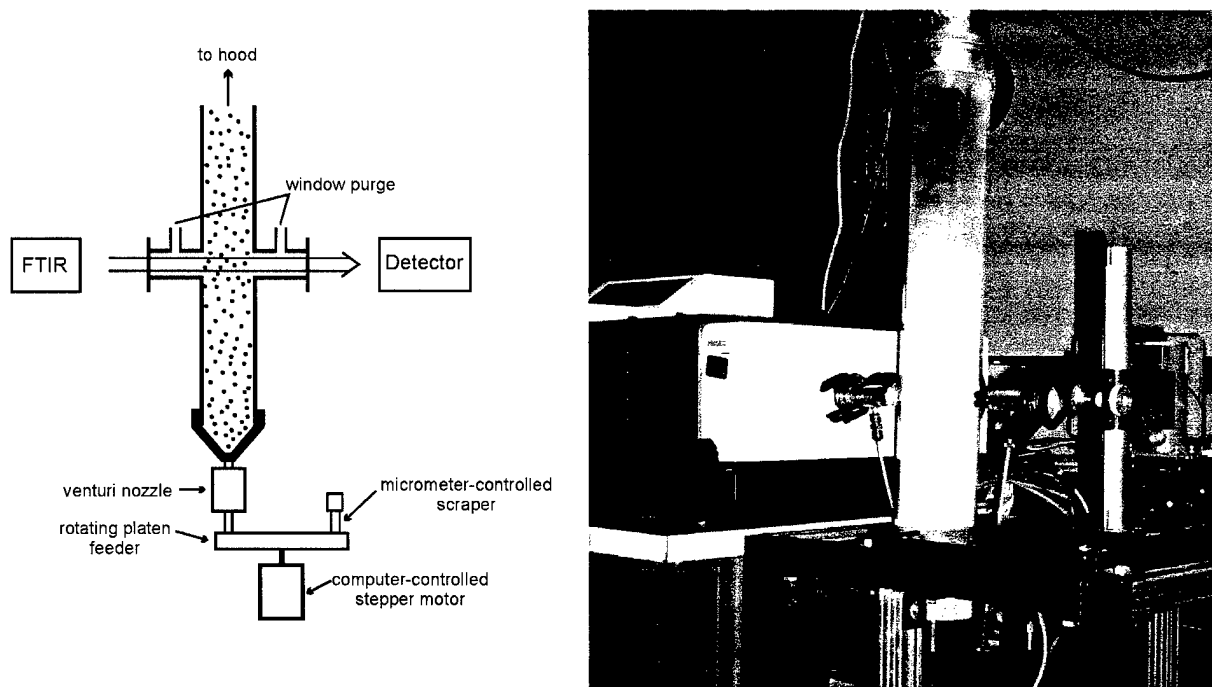 to hood
window purge
FTIR
Detector
venturi nozzle
micrometer-controlled
scraper
rotating platen
feeder
computer-controlled
stepper motor